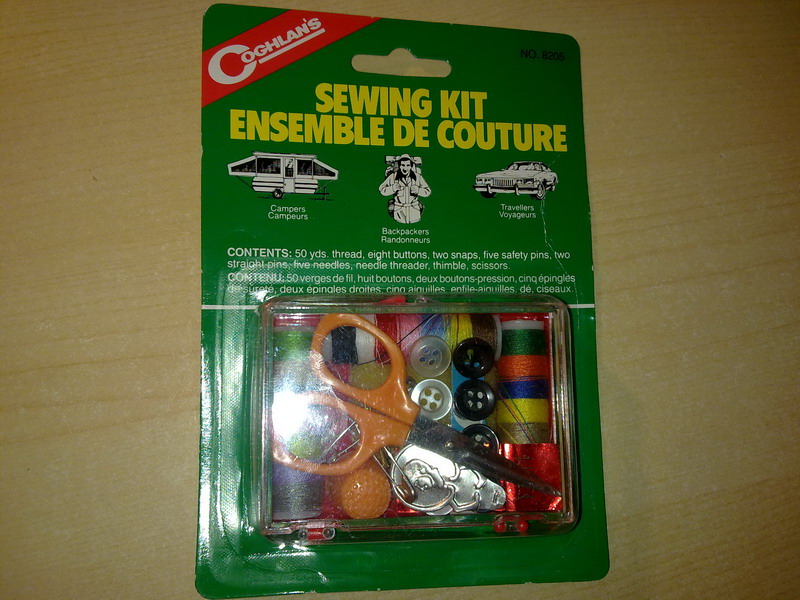 COGHLAN'S
NO. 8205
SEWING KIT
ENSEMBLE DE COUTURE
Campers
Campeurs
Backpackers
Randonneurs
Travellers
Voyageurs
CONTENTS: 50 yds. thread, eight buttons, two snaps, five safety pins, two
straight pins, five needles, needle threader, thimble, scissors.
CONTENU: 50 verges de fil, huit boutons, deux boutons-pression, cinq épingles
de sûreté, deux épingles droites, cinq aiguilles, enfile-aiguilles, dé, ciseaux.